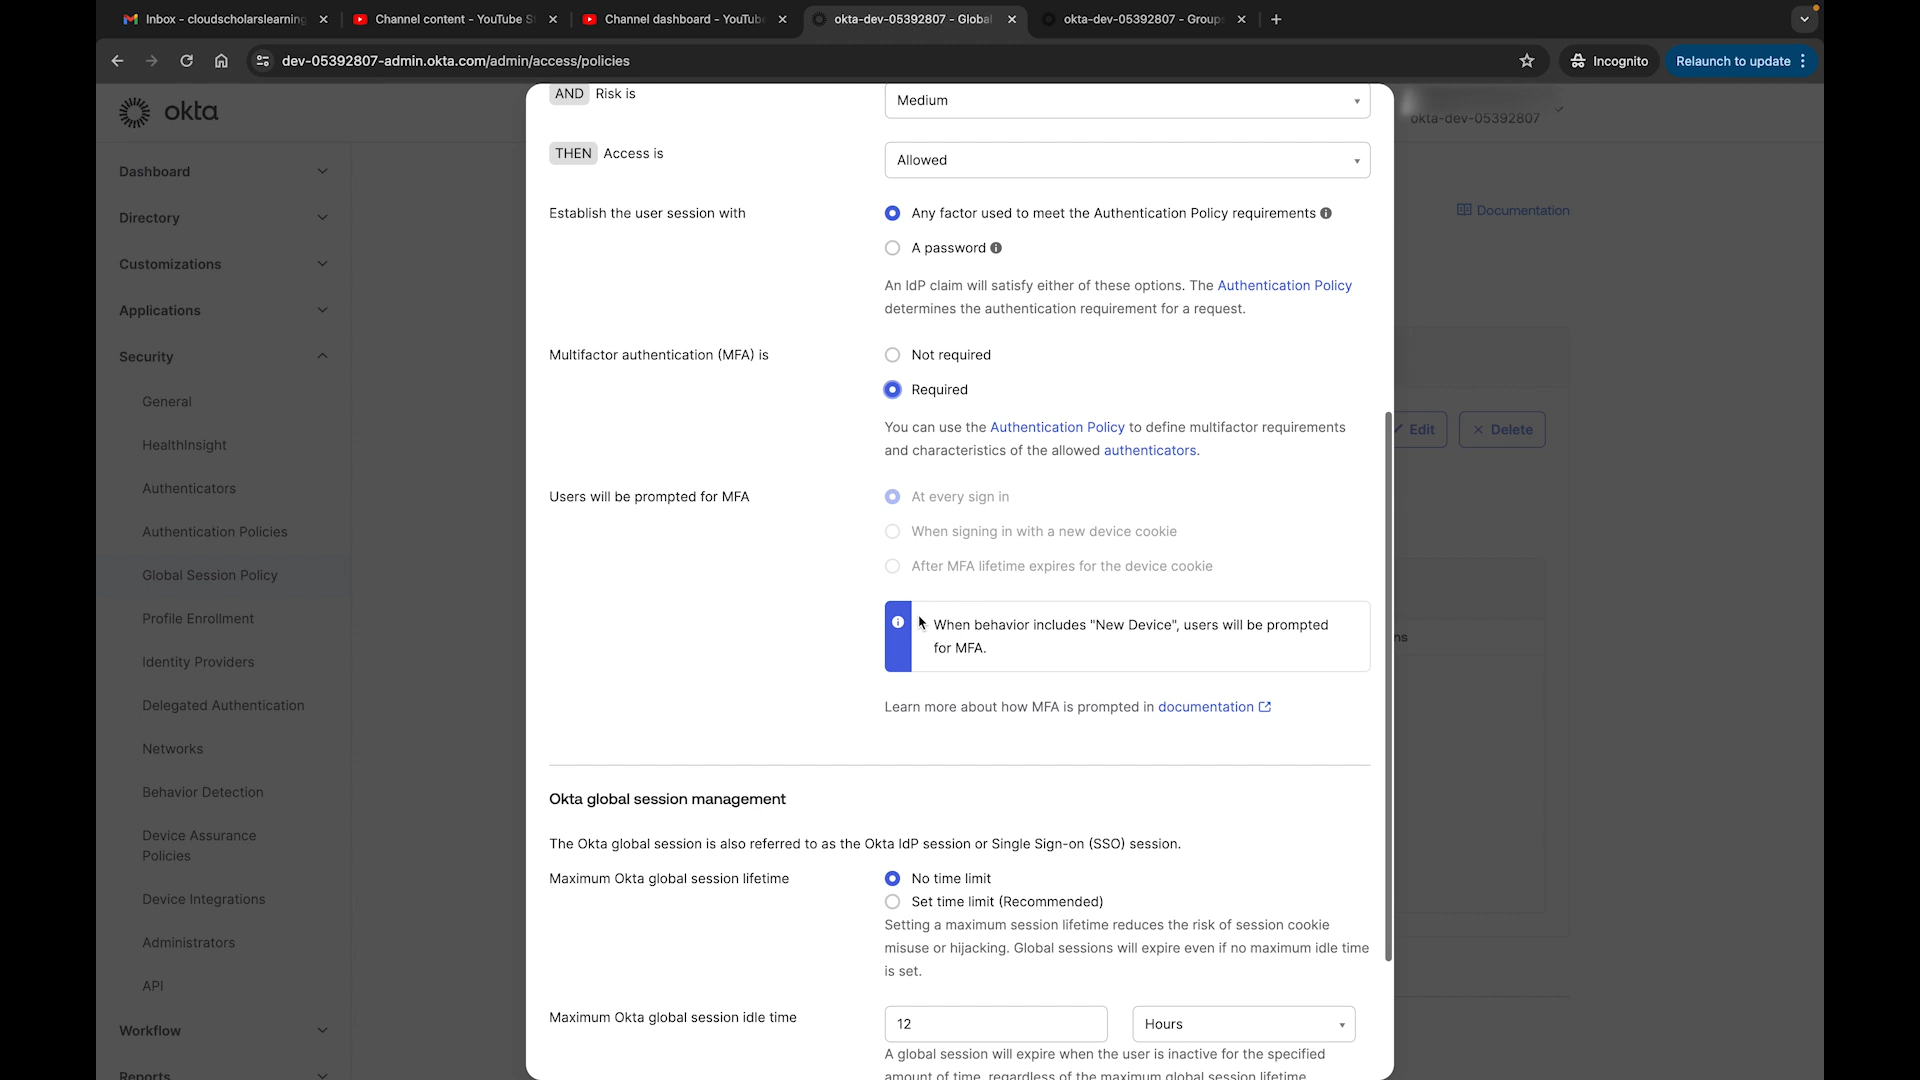 Inbox - cloudscholarslearning
Channel content - YouTube S
Channel dashboard - YouTube
okta-dev-05392807 - Global
okta-dev-05392807 - Groups
dev-05392807-admin.okta.com/admin/access/policies
Incognito
Relaunch to update
okta
okta-dev-05392807
Dashboard
Directory
Customizations
Applications
Security
General
HealthInsight
Authenticators
Authentication Policies
Global Session Policy
Profile Enrollment
Identity Providers
Delegated Authentication
Networks
Behavior Detection
Device Assurance
Policies
Device Integrations
Administrators
API
Workflow
Reports
AND Risk is
Medium
THEN Access is
Allowed
Establish the user session with
Any factor used to meet the Authentication Policy requirements
A password
An IdP claim will satisfy either of these options. The Authentication Policy
determines the authentication requirement for a request.
Multifactor authentication (MFA) is
Not required
Required
You can use the Authentication Policy to define multifactor requirements
and characteristics of the allowed authenticators.
Users will be prompted for MFA
At every sign in
When signing in with a new device cookie
After MFA lifetime expires for the device cookie
When behavior includes "New Device", users will be prompted
for MFA.
Learn more about how MFA is prompted in documentation
Okta global session management
The Okta global session is also referred to as the Okta IdP session or Single Sign-on (SSO) session.
Maximum Okta global session lifetime
No time limit
Set time limit (Recommended)
Setting a maximum session lifetime reduces the risk of session cookie
misuse or hijacking. Global sessions will expire even if no maximum idle time
is set.
Maximum Okta global session idle time
12
Hours
A global session will expire when the user is inactive for the specified
amount of time, regardless of the maximum global session lifetime
Documentation
Edit
Delete
ns